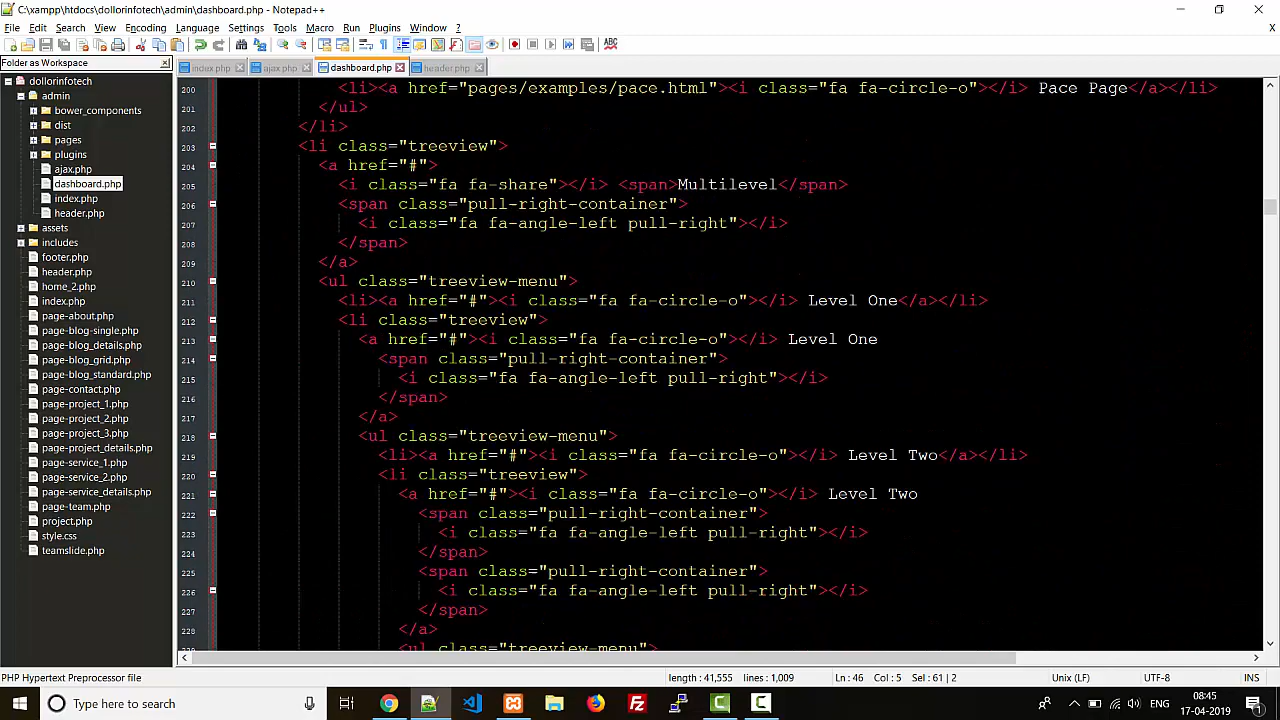 C:\xampp\htdocs\dollorinfotech\admin\dashboard.php - Notepad++
File Edit Search View Encoding Language Settings Tools Macro Run Plugins Window ?
X
Folder as Workspace
index.php ajax.php dashboard.php header.php
dollorinfotech
admin
bower_components
dist
pages
plugins
ajax.php
dashboard.php
index.php
header.php
assets
includes
footer.php
header.php
home_2.php
index.php
page-about.php
page-blog-single.php
page-blog_details.php
page-blog_grid.php
page-blog_standard.php
page-contact.php
page-project_1.php
page-project_2.php
page-project_3.php
page-project_details.php
page-service_1.php
page-service_2.php
page-service_details.php
page-team.php
project.php
style.css
teamslide.php
200 <li><a href="pages/examples/pace.html"><i class="fa fa-circle-o"></i> Pace Page</a></li>
201 </ul>
202 </li>
203 <li class="treeview">
204 <a href="#">
205 <i class="fa fa-share"></i> <span>Multilevel</span>
206 <span class="pull-right-container">
207 <i class="fa fa-angle-left pull-right"></i>
208 </span>
209 </a>
210 <ul class="treeview-menu">
211 <li><a href="#"><i class="fa fa-circle-o"></i> Level One</a></li>
212 <li class="treeview">
213 <a href="#"><i class="fa fa-circle-o"></i> Level One
214 <span class="pull-right-container">
215 <i class="fa fa-angle-left pull-right"></i>
216 </span>
217 </a>
218 <ul class="treeview-menu">
219 <li><a href="#"><i class="fa fa-circle-o"></i> Level Two</a></li>
220 <li class="treeview">
221 <a href="#"><i class="fa fa-circle-o"></i> Level Two
222 <span class="pull-right-container">
223 <i class="fa fa-angle-left pull-right"></i>
224 </span>
225 <span class="pull-right-container">
226 <i class="fa fa-angle-left pull-right"></i>
227 </span>
228 </a>
<ul class="treeview-menu">
PHP Hypertext Preprocessor file length : 41,555 lines : 1,009 Ln : 46 Col : 5 Sel : 61 | 2 Unix (LF) UTF-8 INS
Type here to search
ENG
08:45
17-04-2019